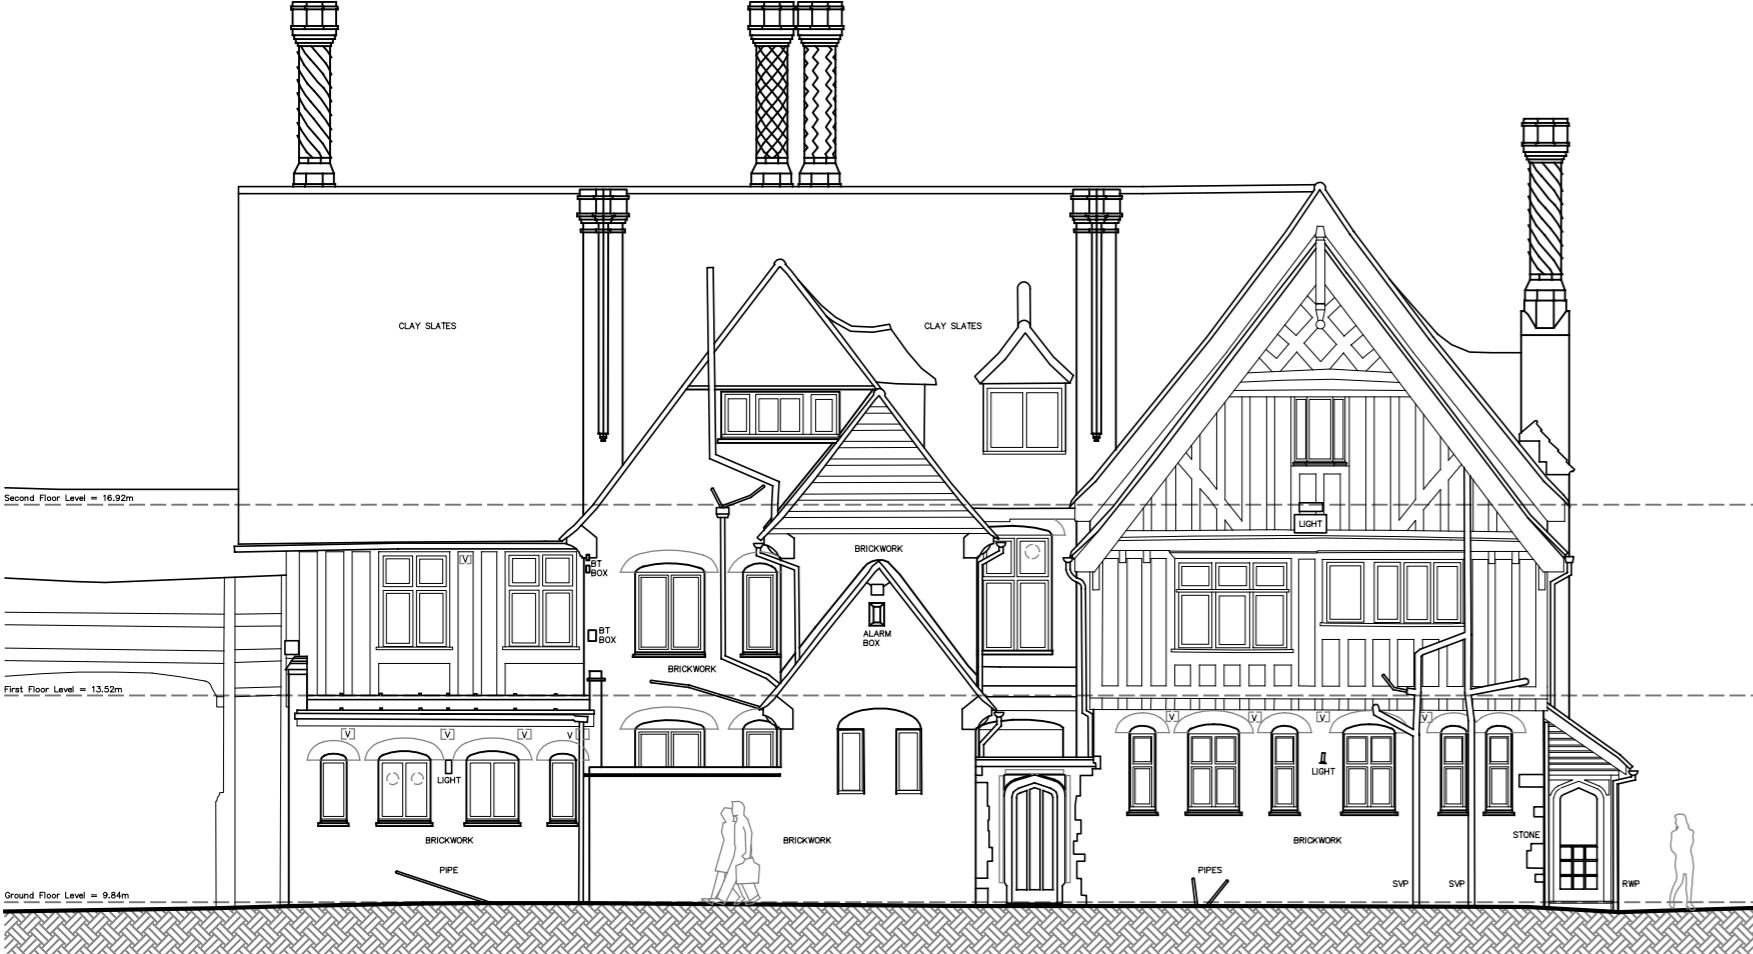 CLAY SLATES
CLAY SLATES
Second Floor Level = 16.92m
LIGHT
BRICKWORK
V
BT
BOX
BT
BOX
ALARM
BOX
BRICKWORK
First Floor Level = 13.52m
V
V
V
V
V
V
V
V
LIGHT
LIGHT
BRICKWORK
BRICKWORK
BRICKWORK
STONE
PIPE
PIPES
SVP
SVP
RWP
Ground Floor Level = 9.84m